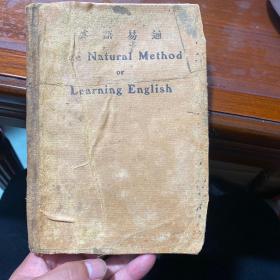 英語易通
Natural Method
or
Learning English